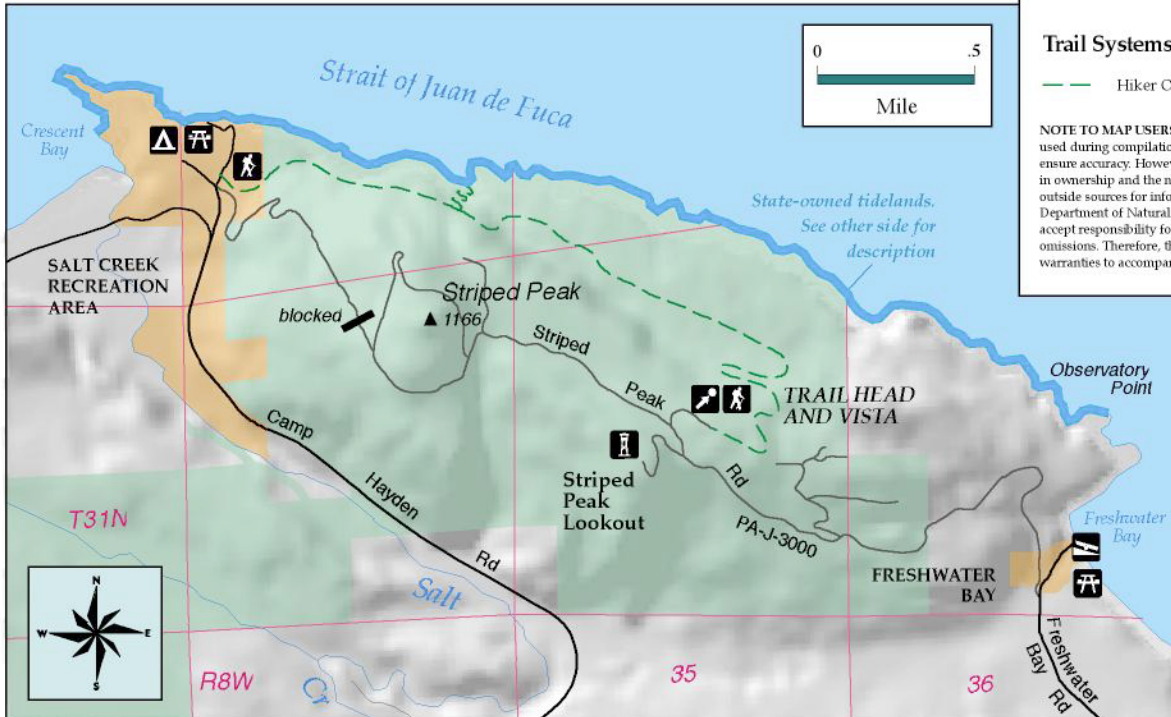 Strait of Juan de Fuca
Crescent
Bay
0 .5
Mile
Trail Systems
Hiker
NOTE TO MAP USERS
used during compilatio
ensure accuracy. Howev
in ownership and the n
outside sources for info
Department of Natural
accept responsibility fo
omissions. Therefore, th
warranties to accompa
State-owned tidelands.
See other side for
description
SALT CREEK
RECREATION
AREA
blocked
Striped Peak
1166
Striped
Peak
Rd
PA-J-3000
TRAIL HEAD
AND VISTA
Observatory
Point
Camp
Hayden
Rd
Striped
Peak
Lookout
T31N
Salt
Cr
Freshwater
Bay
FRESHWATER
BAY
Freshwater
Bay
Rd
N
W E
S
R8W
35
36